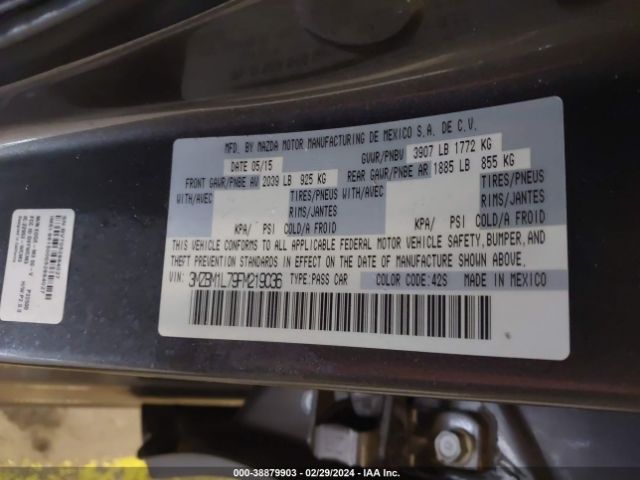 MFD. BY MAZDA MOTOR MANUFACTURING DE MEXICO S.A. DE C.V.
DATE 05/15 GVWR/PNBV 3907 LB 1772 KG
FRONT GAWR/PNBE AV 2039 LB 925 KG REAR GAWR/PNBE AR 1885 LB 855 KG
WITH/AVEC TIRES/PNEUS WITH/AVEC TIRES/PNEUS
RIMS/JANTES RIMS/JANTES
KPA/ PSI COLD/A FROID KPA/ PSI COLD/A FROID
THIS VEHICLE CONFORMS TO ALL APPLICABLE FEDERAL MOTOR VEHICLE SAFETY, BUMPER, AND
THEFT PREVENTION STANDARDS IN EFFECT ON THE DATE OF MANUFACTURE SHOWN ABOVE.
VIN: 3MZBM1L79FM219C36 TYPE:PASS CAR COLOR CODE: 42S MADE IN MEXICO
000-38879903 - 02/29/2024 - IAA Inc.